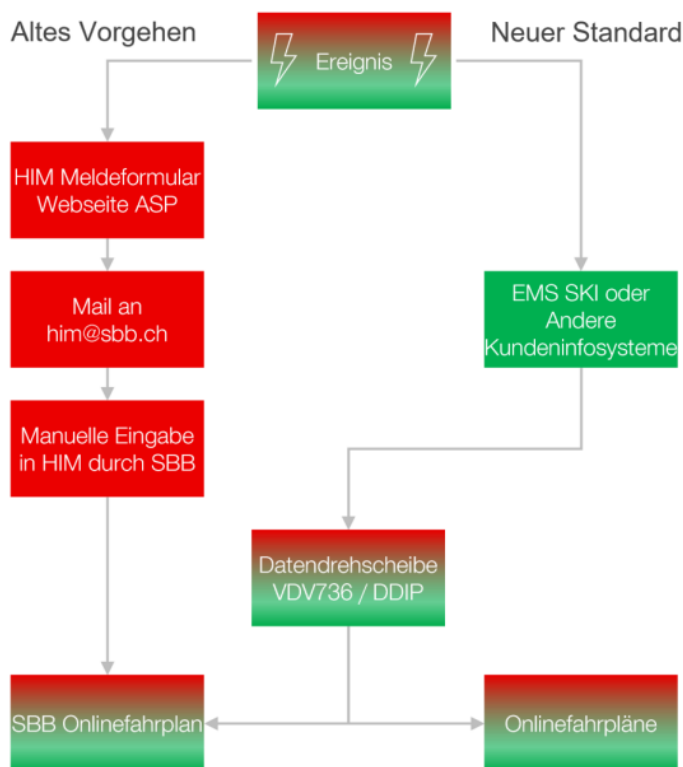 Altes Vorgehen
Ereignis
Neuer Standard
HIM Meldeformular
Webseite ASP
Mail an
him@sbb.ch
EMS SKI oder
Andere
Kundeninfosysteme
Manuelle Eingabe
in HIM durch SBB
Datendrehscheibe
VDV736 / DDIP
SBB Onlinefahrplan
Onlinefahrpläne